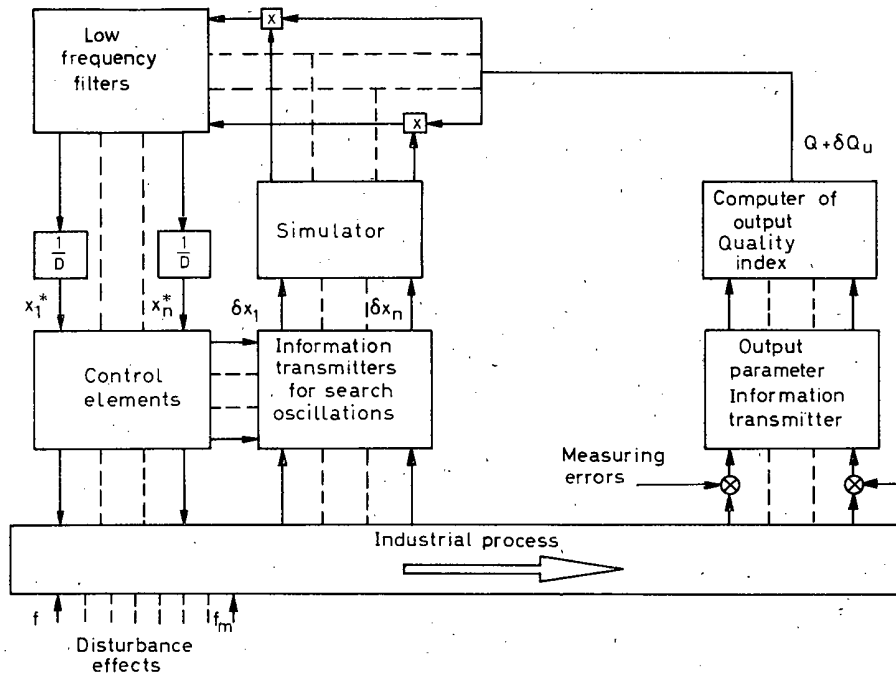 Low
frequency
filters
x
x
Q + δQu
Simulator
Computer of
output
Quality
index
1/D
1/D
x1*
xn*
δx1
δxn
Control
elements
Information
transmitters
for search
oscillations
Output
parameter
Information
transmitter
Measuring
errors
Industrial process
f
fm
Disturbance
effects